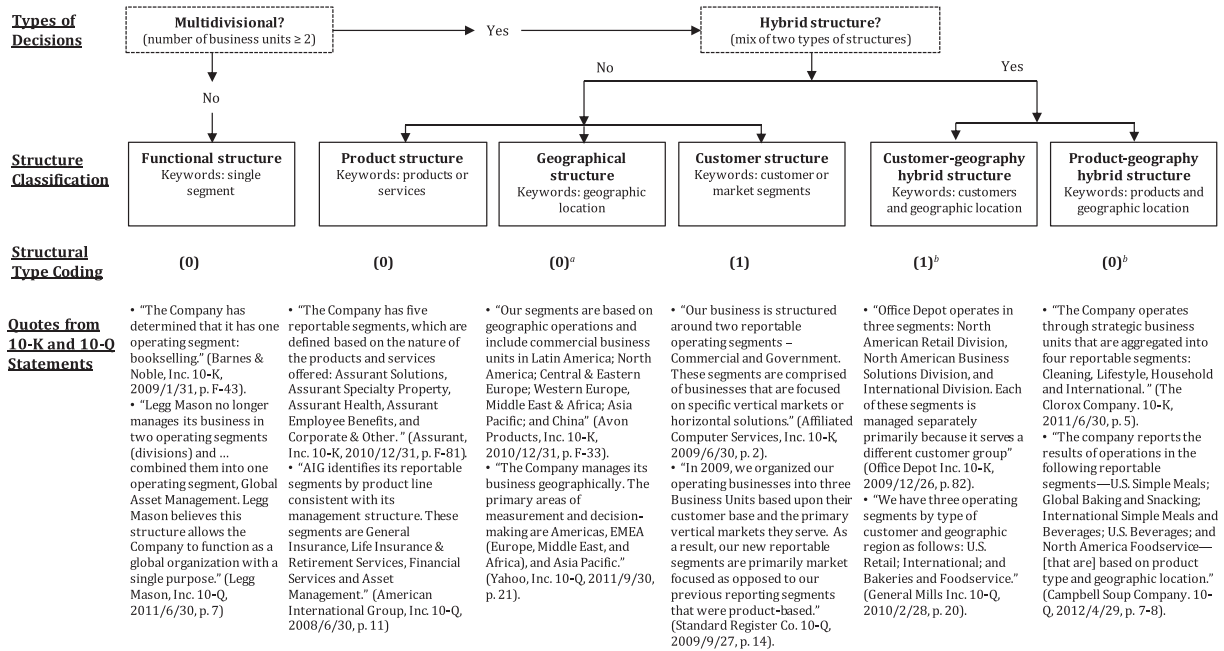 Types of
Decisions
Multidivisional?
(number of business units ≥ 2)
Yes
Hybrid structure?
(mix of two types of structures)
No
No
Yes
Structure
Classification
Functional structure
Keywords: single
segment
Product structure
Keywords: products or
services
Geographical
structure
Keywords: geographic
location
Customer structure
Keywords: customer or
market segments
Customer-geography
hybrid structure
Keywords: customers
and geographic location
Product-geography
hybrid structure
Keywords: products and
geographic location
Structural
Type Coding
(0)
(0)
(0)a
(1)
(1)b
(0)b
Quotes from
10-K and 10-Q
Statements
• “The Company has
determined that it has one
operating segment:
bookselling.” (Barnes &
Noble, Inc. 10-K,
2009/1/31, p. F-43).
• “Legg Mason no longer
manages its business in
two operating segments
(divisions) and ...
combined them into one
operating segment, Global
Asset Management. Legg
Mason believes this
structure allows the
Company to function as a
global organization with a
single purpose.” (Legg
Mason, Inc. 10-Q,
2011/6/30, p. 7)
• “The Company has five
reportable segments, which are
defined based on the nature of
the products and services
offered: Assurant Solutions,
Assurant Specialty Property,
Assurant Health, Assurant
Employee Benefits, and
Corporate & Other. ” (Assurant,
Inc. 10-K, 2010/12/31, p. F-81).
• “AIG identifies its reportable
segments by product line
consistent with its
management structure. These
segments are General
Insurance, Life Insurance &
Retirement Services, Financial
Services and Asset
Management.” (American
International Group, Inc. 10-Q,
2008/6/30, p. 11)
• “Our segments are based on
geographic operations and
include commercial business
units in Latin America; North
America; Central & Eastern
Europe; Western Europe,
Middle East & Africa; Asia
Pacific; and China” (Avon
Products, Inc. 10-K,
2010/12/31, p. F-33).
• “The Company manages its
business geographically. The
primary areas of
measurement and decision-
making are Americas, EMEA
(Europe, Middle East, and
Africa), and Asia Pacific.”
(Yahoo, Inc. 10-Q, 2011/9/30,
p. 21).
• “Our business is structured
around two reportable
operating segments –
Commercial and Government.
These segments are comprised
of businesses that are focused
on specific vertical markets or
horizontal solutions.” (Affiliated
Computer Services, Inc. 10-K,
2009/6/30, p. 2).
• “In 2009, we organized our
operating businesses into three
Business Units based upon their
customer base and the primary
vertical markets they serve. As
a result, our new reportable
segments are primarily market
focused as opposed to our
previous reporting segments
that were product-based.”
(Standard Register Co. 10-Q,
2009/9/27, p. 14).
• “Office Depot operates in
three segments: North
American Retail Division,
North American Business
Solutions Division, and
International Division. Each
of these segments is
managed separately
primarily because it serves a
different customer group”
(Office Depot Inc. 10-K,
2009/12/26, p. 82).
• “We have three operating
segments by type of
customer and geographic
region as follows: U.S.
Retail; International; and
Bakeries and Foodservice.”
(General Mills Inc. 10-Q,
2010/2/28, p. 20).
• “The Company operates
through strategic business
units that are aggregated into
four reportable segments:
Cleaning, Lifestyle, Household
and International. ” (The
Clorox Company. 10-K,
2011/6/30, p. 5).
• “The company reports the
results of operations in the
following reportable
segments—U.S. Simple Meals;
Global Baking and Snacking;
International Simple Meals and
Beverages; U.S. Beverages; and
North America Foodservice—
[that are] based on product
type and geographic location.”
(Campbell Soup Company. 10-
Q, 2012/4/29, p. 7-8).